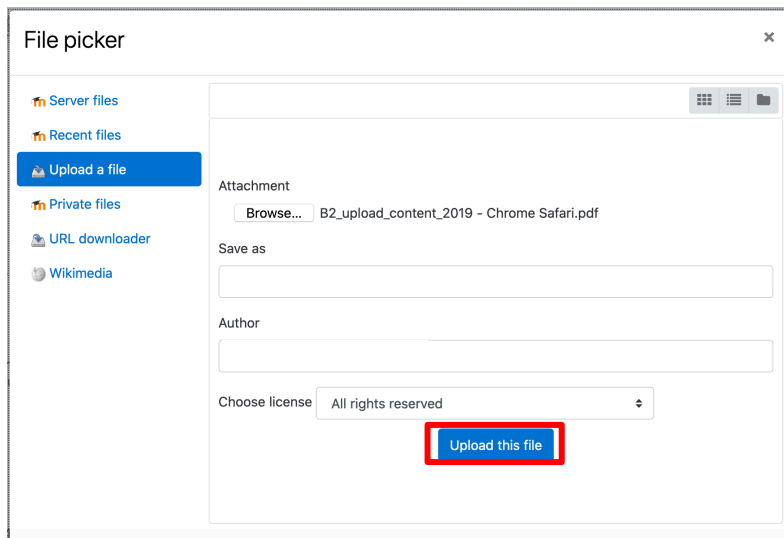 File picker
×
Server files
Recent files
Upload a file
Private files
URL downloader
Wikimedia
Attachment
Browse... B2_upload_content_2019 - Chrome Safari.pdf
Save as
Author
Choose license All rights reserved
Upload this file